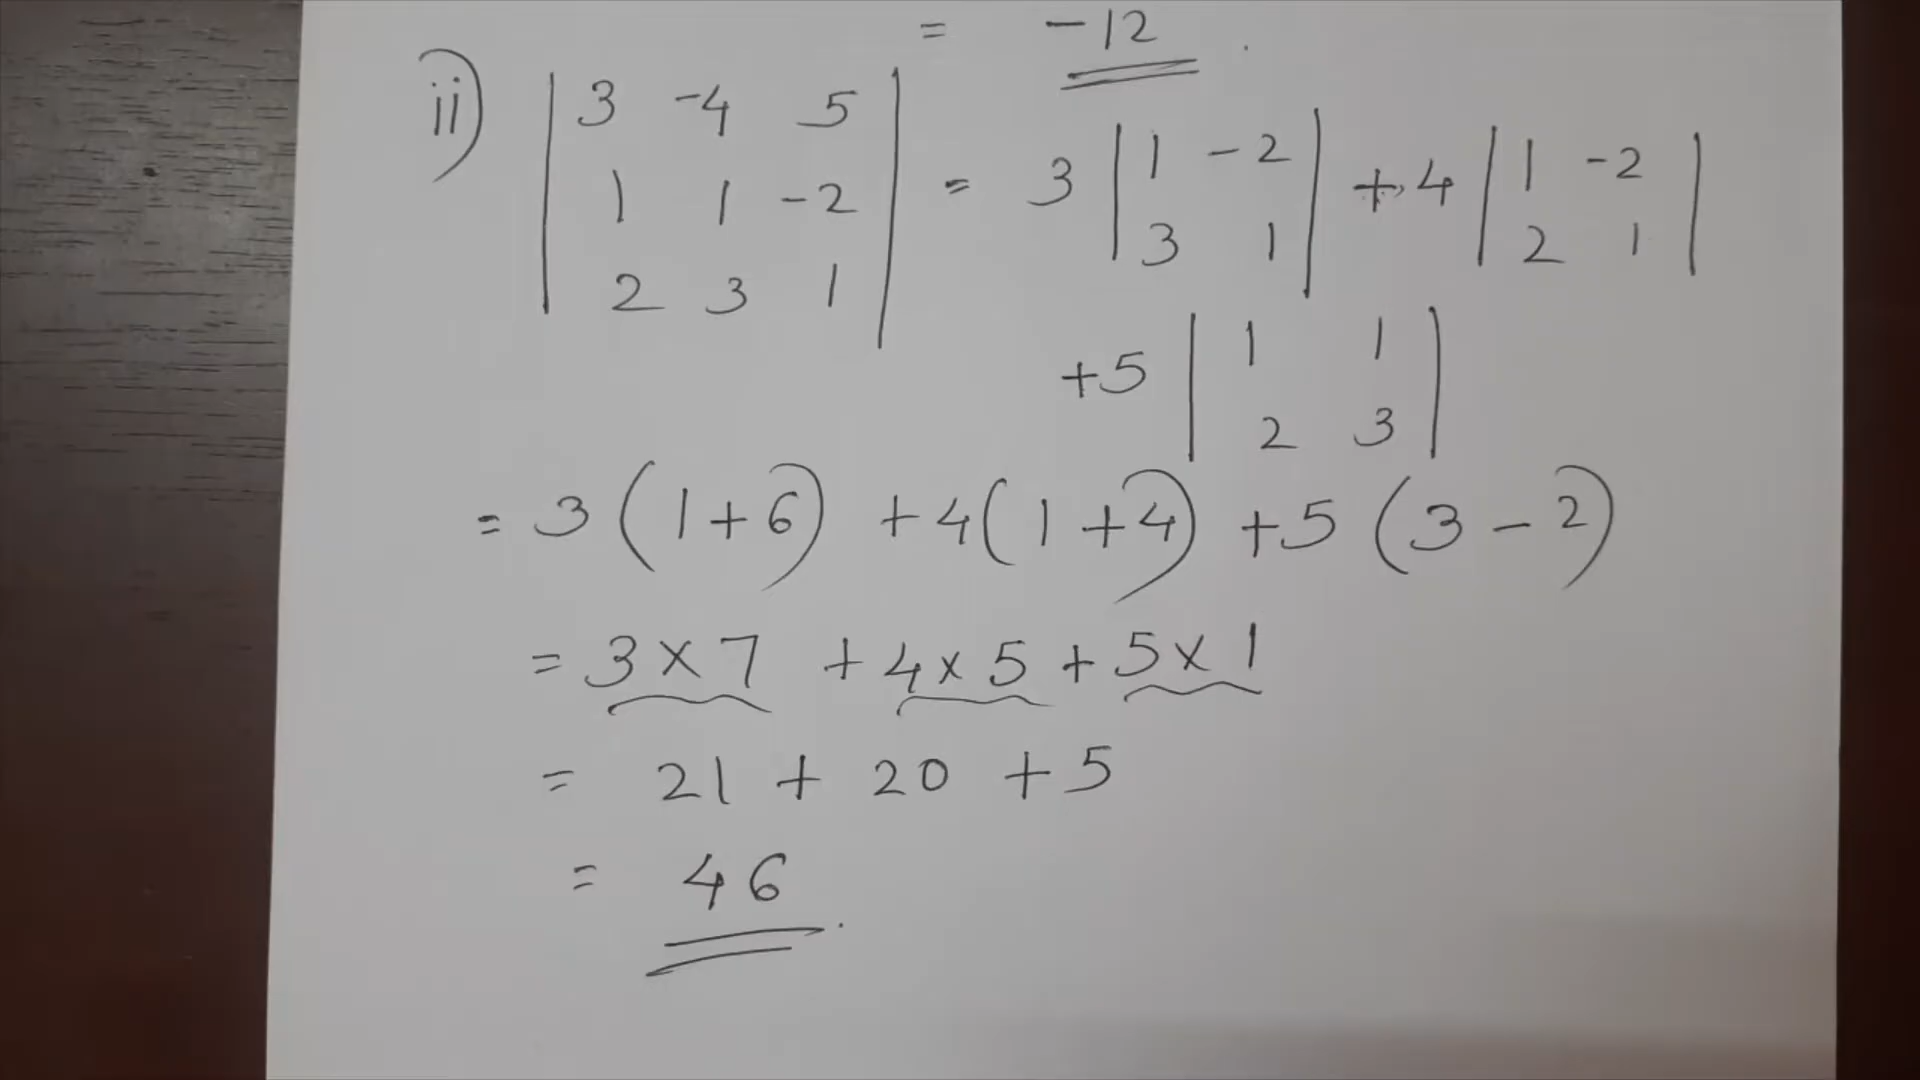 = -12
ii) | 3 -4 5 |
| 1 1 -2 | = 3 | 1 -2 | + 4 | 1 -2 |
| 2 3 1 | | 3 1 | | 2 1 |
+5 | 1 1 |
| 2 3 |
= 3 (1+6) +4 (1+4) +5 (3-2)
= 3×7 +4×5 +5×1
= 21 + 20 +5
= 46